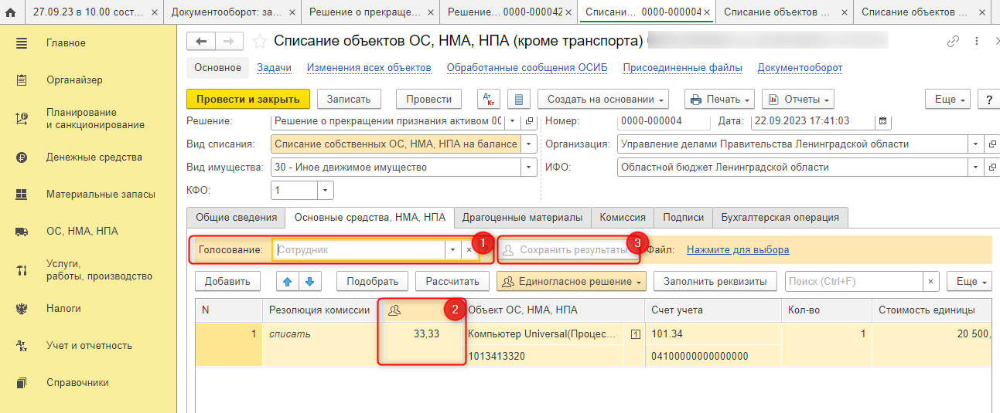 27.09.23 в 10.00 сост... × Документооборот: за... × Решение о прекраще... × Решение... 0000-000042 × Списани... 0000-000004 × Списание объектов ... × Списание объектов ... ×
Главное
Органайзер
Планирование
и санкционирование
Денежные средства
Материальные запасы
ОС, НМА, НПА
Услуги,
работы, производство
Налоги
Учет и отчетность
Справочники
Списание объектов ОС, НМА, НПА (кроме транспорта)
Основное Задачи Изменения всех объектов Обработанные сообщения ОСИБ Присоединенные файлы Документооборот
Провести и закрыть Записать Провести Дт Кт Создать на основании Печать Отчеты Еще ?
Решение: Решение о прекращении признания активом 00 Номер: 0000-000004 Дата: 22.09.2023 17:41:03
Вид списания: Списание собственных ОС, НМА, НПА на балансе Организация: Управление делами Правительства Ленинградской области
Вид имущества: 30 - Иное движимое имущество ИФО: Областной бюджет Ленинградской области
КФО: 1
Общие сведения Основные средства, НМА, НПА Драгоценные материалы Комиссия Подписи Бухгалтерская операция
Голосование: Сотрудник × 1 Сохранить результаты 3 Файл: Нажмите для выбора
Добавить Подобрать Рассчитать Единогласное решение Заполнить реквизиты Поиск (Ctrl+F) × Еще
N Резолюция комиссии 2 Объект ОС, НМА, НПА Счет учета Кол-во Стоимость единицы
1 списать 33,33 Компьютер Universal(Процес... 1 101.34 1 20 500,
1013413320 04100000000000000